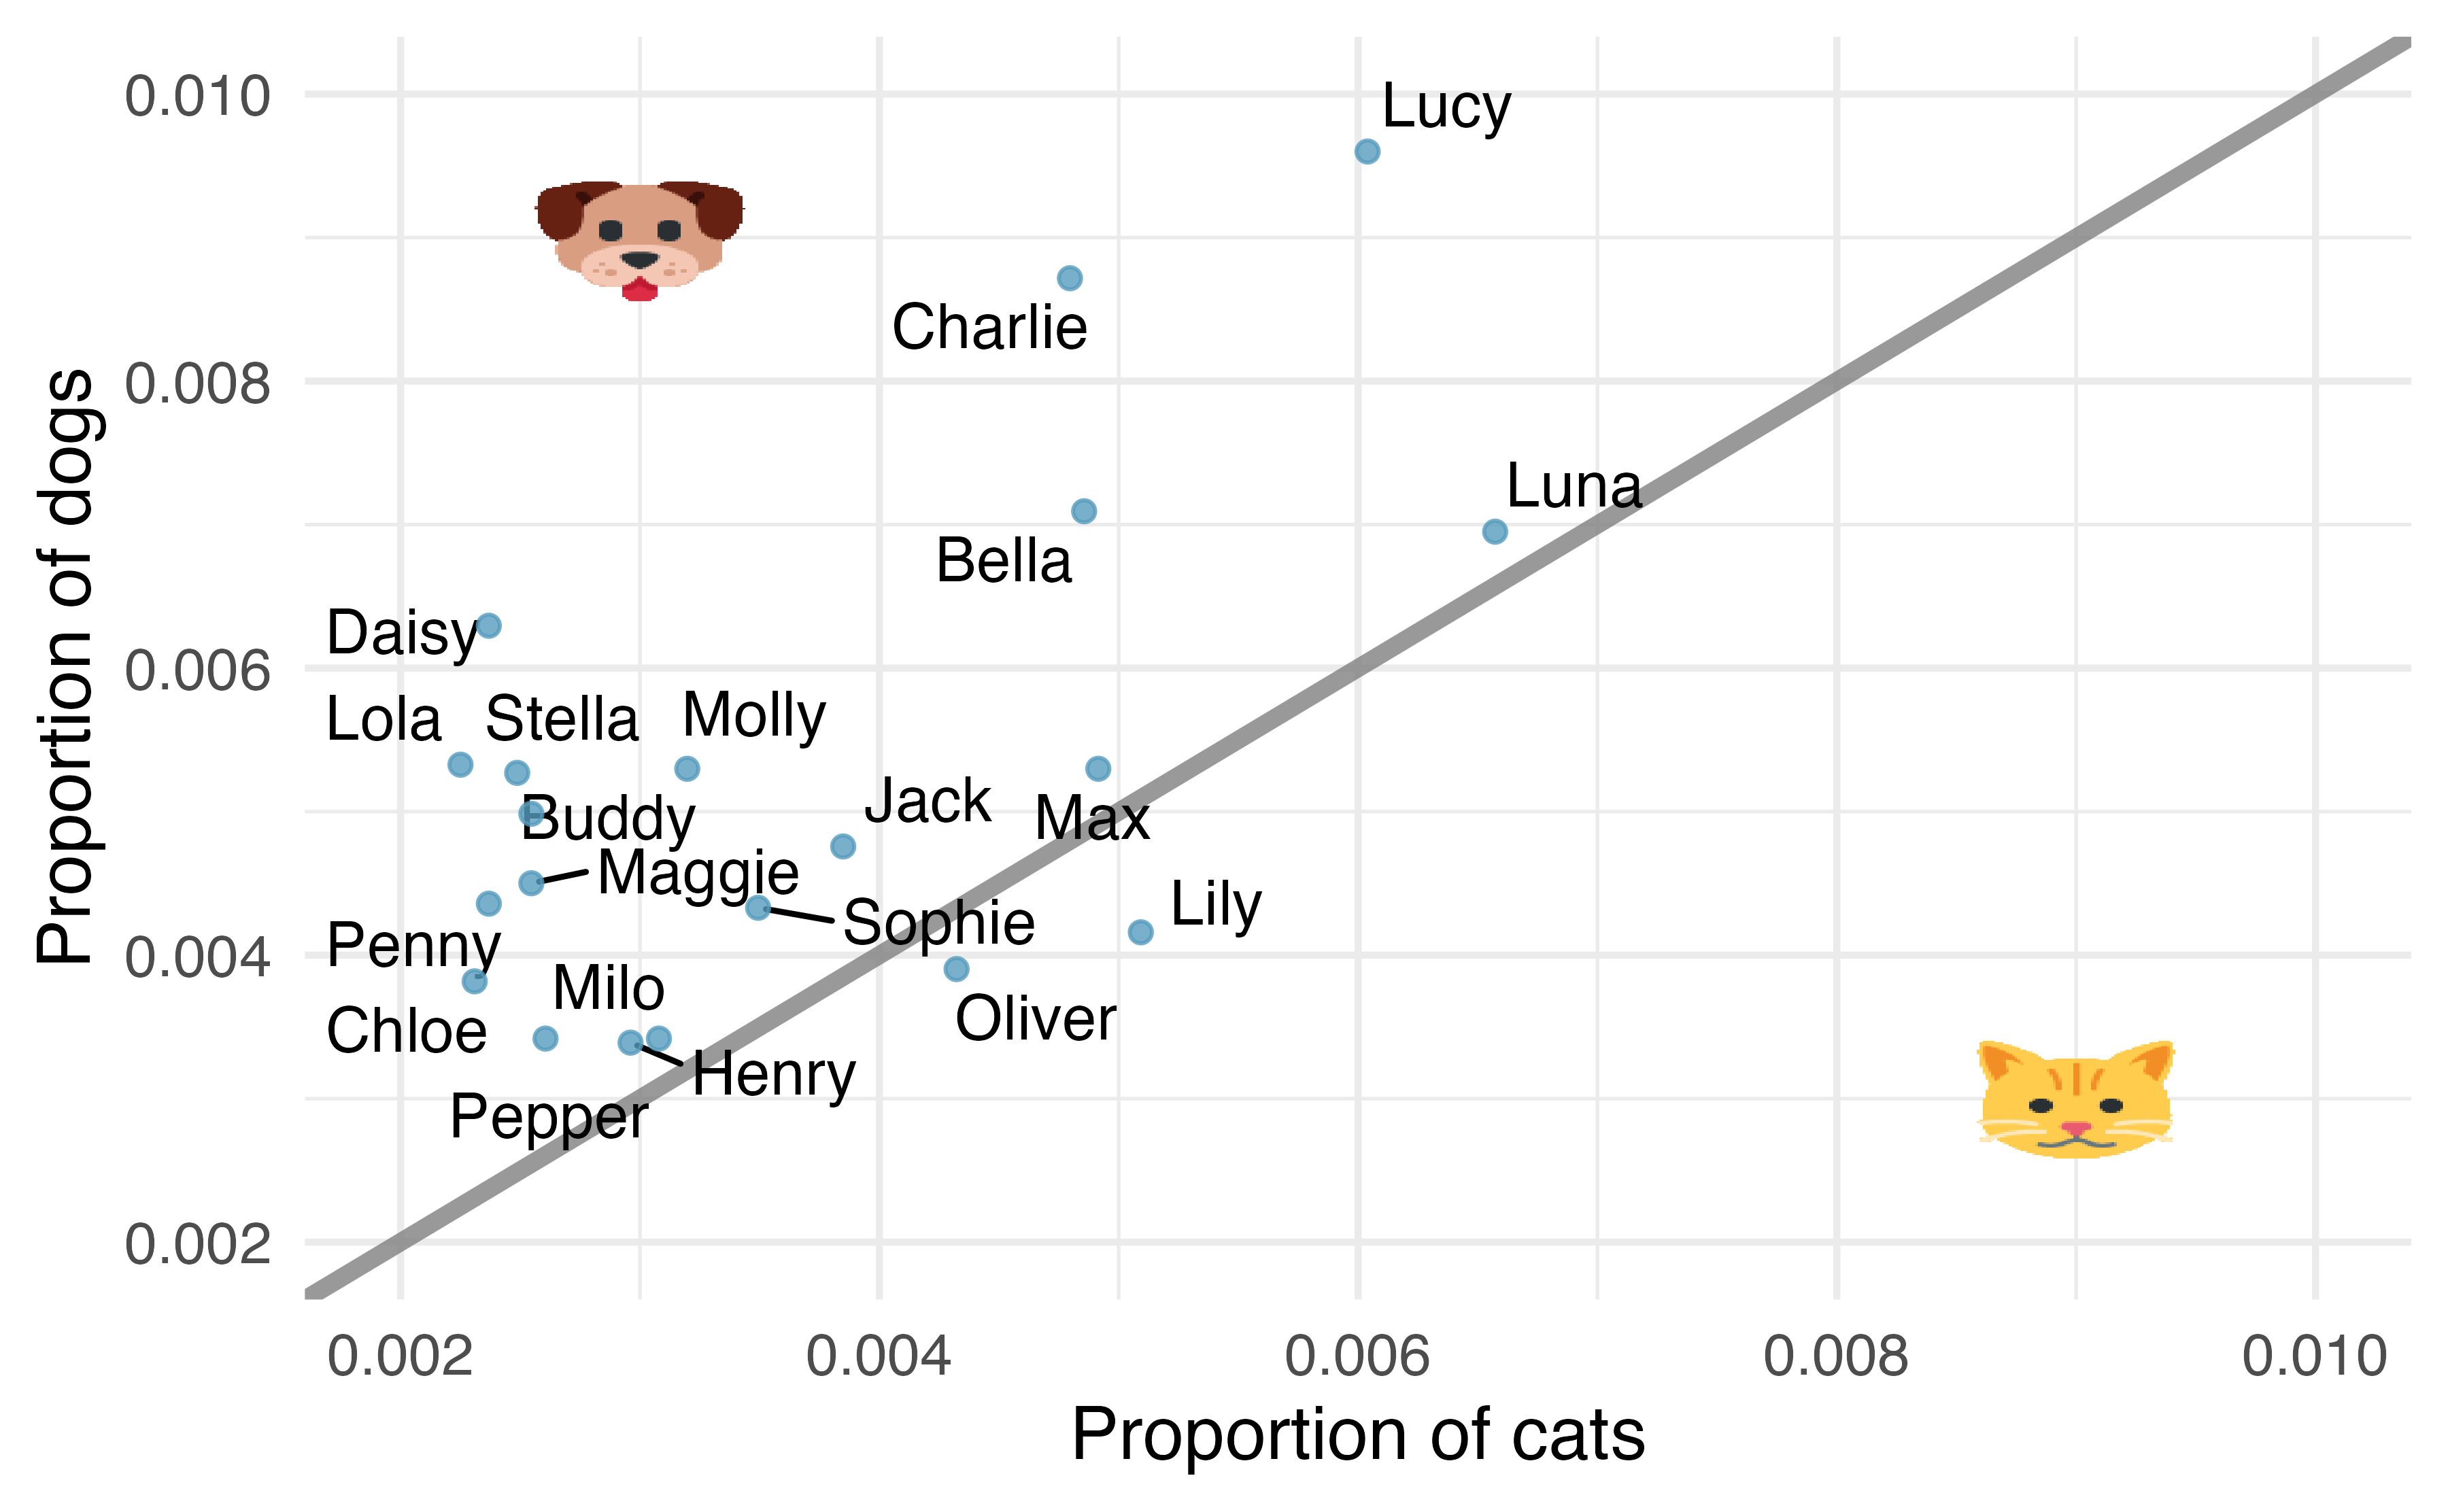 0.010
0.008
0.006
0.004
0.002
Proportion of dogs
Lucy
Charlie
Luna
Bella
Daisy
Lola Stella Molly
Jack
Buddy Max
Maggie
Lily
Sophie
Penny
Milo
Oliver
Chloe
Henry
Pepper
0.002 0.004 0.006 0.008 0.010
Proportion of cats